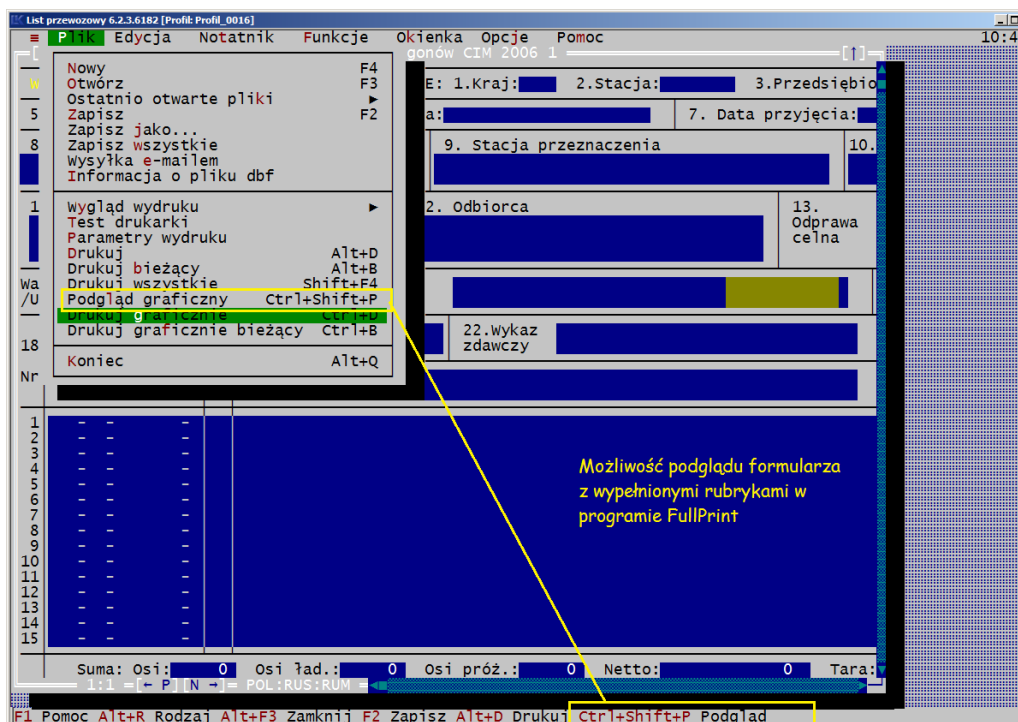 List przewozowy 6.2.3.6182 [Profil: Profil_0016]
≡ Plik Edycja Notatnik Funkcje Okienka Opcje Pomoc 10:4
gonów CIM 2006 1 [↑]
Nowy F4
Otwórz F3
Ostatnio otwarte pliki ►
Zapisz F2
Zapisz jako...
Zapisz wszystkie
Wysyłka e-mailem
Informacja o pliku dbf
Wygląd wydruku ►
Test drukarki
Parametry wydruku
Drukuj Alt+D
Drukuj bieżący Alt+B
Drukuj wszystkie Shift+F4
Podgląd graficzny Ctrl+Shift+P
Drukuj graficznie Ctrl+D
Drukuj graficznie bieżący Ctrl+B
Koniec Alt+Q
W E: 1.Kraj: 2.Stacja: 3.Przedsiębio
5 a: 7. Data przyjęcia:
8 9. Stacja przeznaczenia 10.
1 2. Odbiorca 13.
Odprawa
celna
Wa
/U
18 22.Wykaz
zdawczy
Nr
1 - - -
2 - - -
3 - - -
4 - - -
5 - - -
6 - - -
7 - - -
8 - - -
9 - - -
10 - - -
11 - - -
12 - - -
13 - - -
14 - - -
15 - - -
Możliwość podglądu formularza
z wypełnionymi rubrykami w
programie FullPrint
Suma: Osi: 0 Osi ład.: 0 Osi próż.: 0 Netto: 0 Tara:
1:1 =[← P][N →]= POL:RUS:RUM =
F1 Pomoc Alt+R Rodzaj Alt+F3 Zamknij F2 Zapisz Alt+D Drukuj Ctrl+Shift+P Podgląd